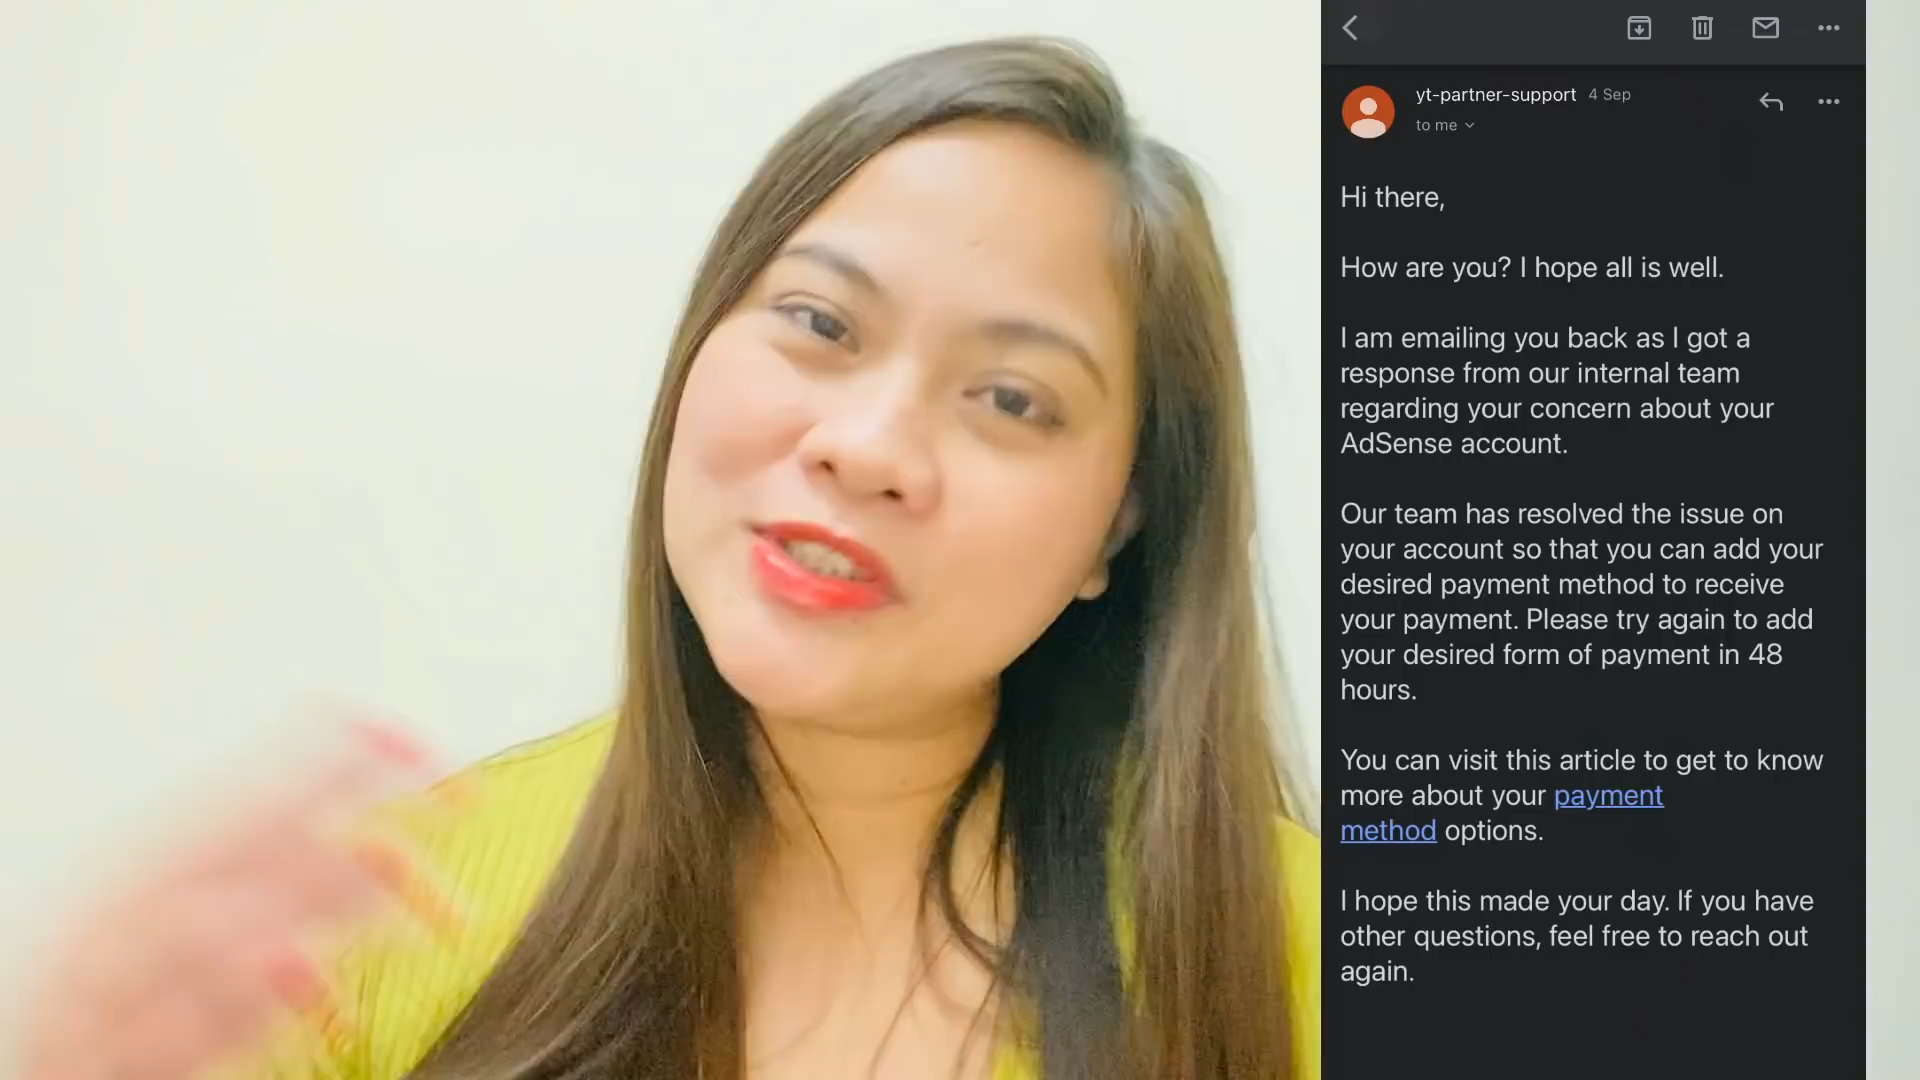 yt-partner-support 4 Sep
to me
Hi there,
How are you? I hope all is well.
I am emailing you back as I got a
response from our internal team
regarding your concern about your
AdSense account.
Our team has resolved the issue on
your account so that you can add your
desired payment method to receive
your payment. Please try again to add
your desired form of payment in 48
hours.
You can visit this article to get to know
more about your payment
method options.
I hope this made your day. If you have
other questions, feel free to reach out
again.